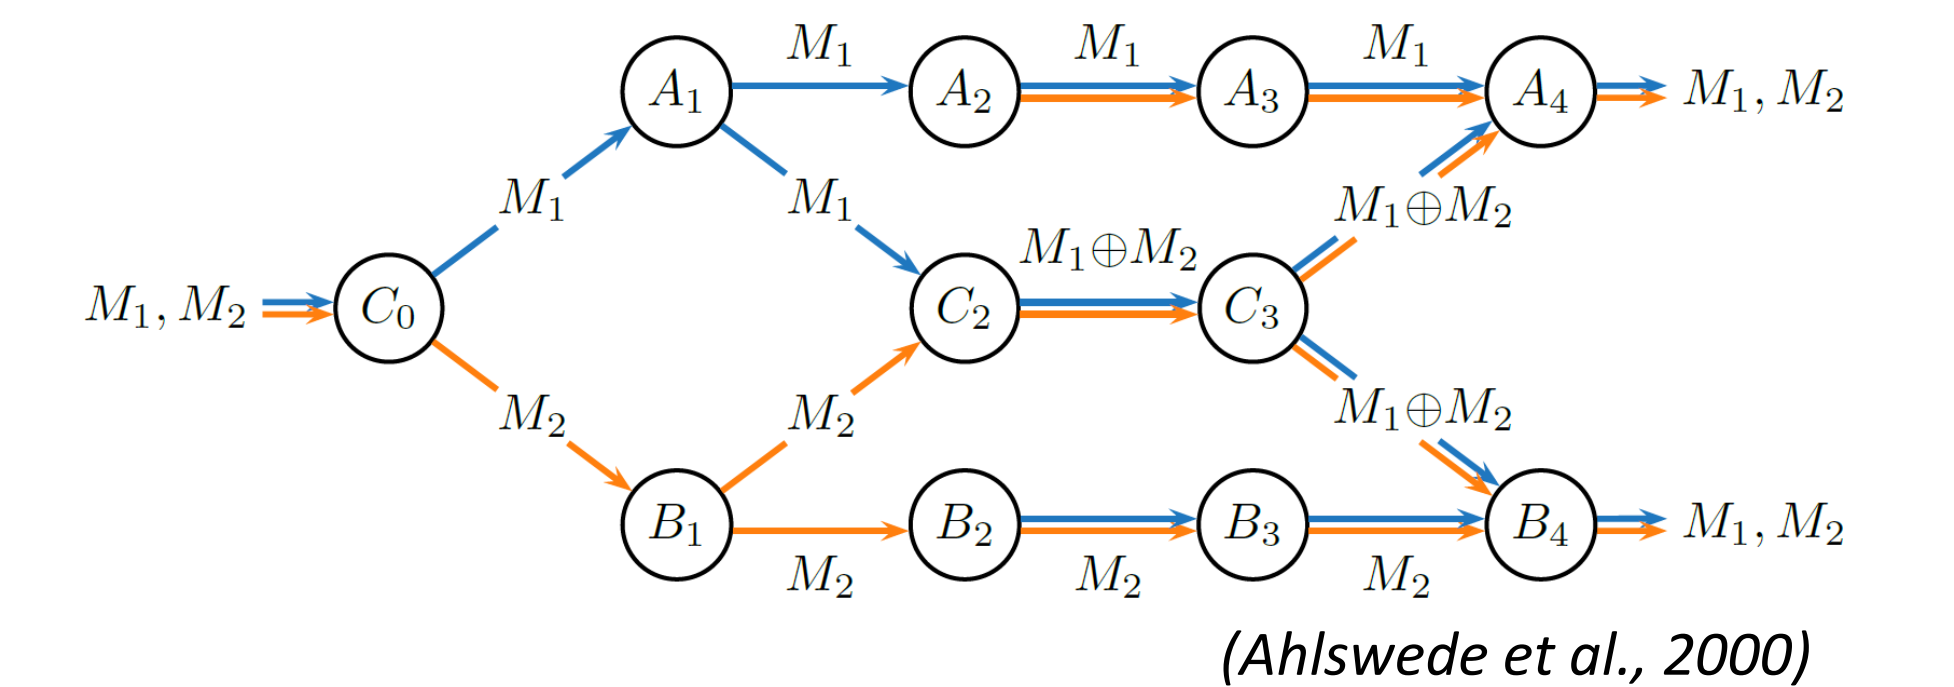 M₁ M₁ M₁
A₁ A₂ A₃ A₄ M₁, M₂
M₁ M₁ M₁⊕M₂
M₁⊕M₂
M₁, M₂ C₀ C₂ C₃
M₂ M₂ M₁⊕M₂
B₁ B₂ B₃ B₄ M₁, M₂
M₂ M₂ M₂
(Ahlswede et al., 2000)